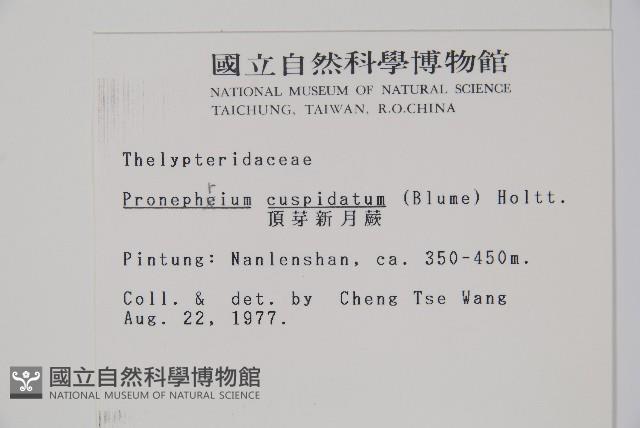 國立自然科學博物館
NATIONAL MUSEUM OF NATURAL SCIENCE
TAICHUNG, TAIWAN, R.O.CHINA
Thelypteridaceae
Pronephrium cuspidatum (Blume) Holtt.
頂芽新月蕨
Pintung: Nanlenshan, ca. 350-450m.
Coll. & det. by Cheng Tse Wang
Aug. 22, 1977.
國立自然科學博物館
NATIONAL MUSEUM OF NATURAL SCIENCE